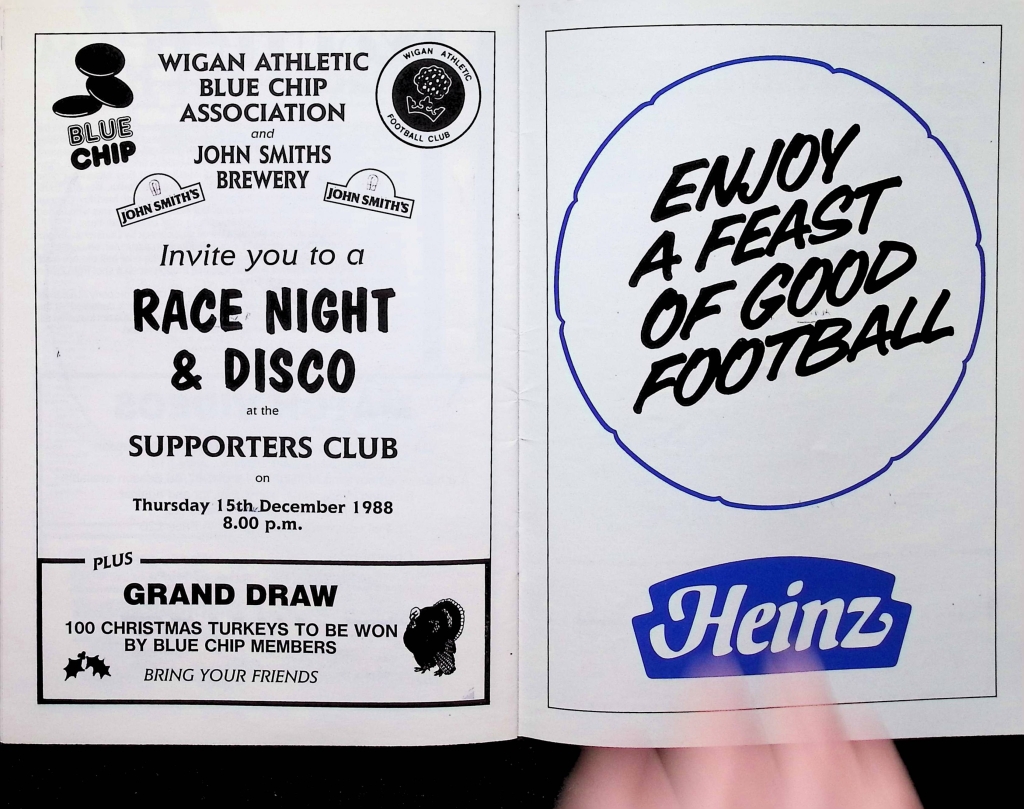 WIGAN ATHLETIC
BLUE CHIP
ASSOCIATION
and
JOHN SMITHS
BREWERY
BLUE
CHIP
WIGAN ATHLETIC
FOOTBALL CLUB
JOHN SMITH'S
JOHN SMITH'S
Invite you to a
RACE NIGHT
& DISCO
at the
SUPPORTERS CLUB
on
Thursday 15th December 1988
8.00 p.m.
PLUS
GRAND DRAW
100 CHRISTMAS TURKEYS TO BE WON
BY BLUE CHIP MEMBERS
BRING YOUR FRIENDS
ENJOY
A FEAST
OF GOOD
FOOTBALL
Heinz